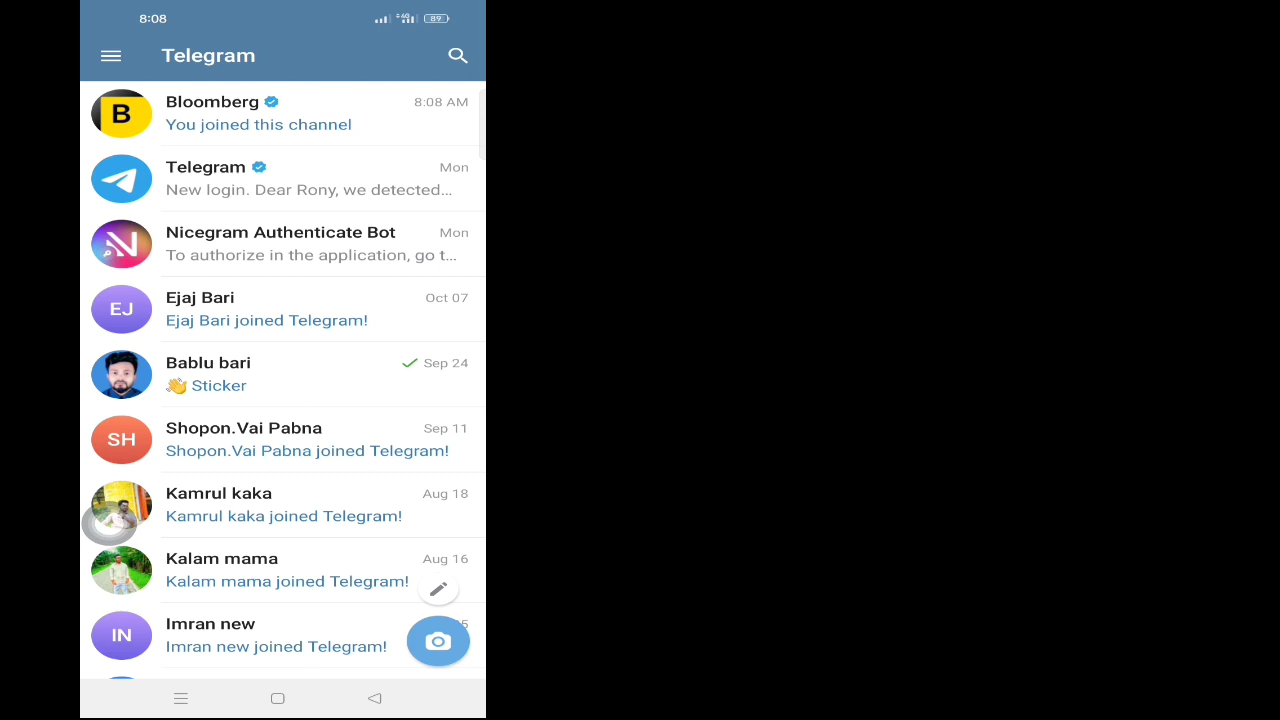 8:08
4G
89
Telegram
B
Bloomberg
8:08 AM
You joined this channel
Telegram
Mon
New login. Dear Rony, we detected...
N
Nicegram Authenticate Bot
Mon
To authorize in the application, go t...
EJ
Ejaj Bari
Oct 07
Ejaj Bari joined Telegram!
Bablu bari
Sep 24
👋 Sticker
SH
Shopon.Vai Pabna
Sep 11
Shopon.Vai Pabna joined Telegram!
Kamrul kaka
Aug 18
Kamrul kaka joined Telegram!
Kalam mama
Aug 16
Kalam mama joined Telegram!
IN
Imran new
Imran new joined Telegram!